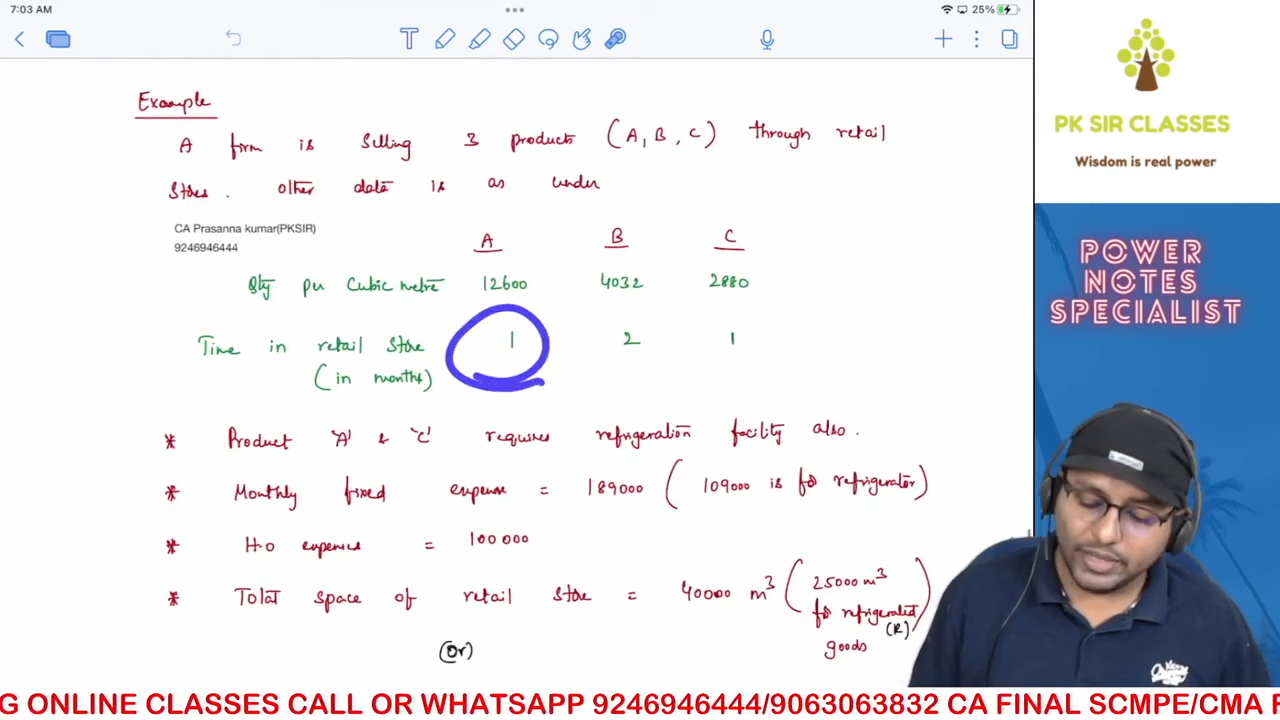 7:03 AM
25%
T
Example
A firm is selling 3 products (A, B, C) through retail
Stores. other data is as under
CA Prasanna kumar(PKSIR)
9246946444
A B C
Qty per Cubic metre 12600 4032 2880
Time in retail store 1 2 1
(in months)
* Product 'A' & 'C' requires refrigeration facility also.
* Monthly fixed expense = 189000 (109000 is for refrigerator)
* H.O expenses = 100000
* Total space of retail store = 40000 m³ (25000 m³
for refrigerated
(R)
goods)
(or)
PK SIR CLASSES
Wisdom is real power
POWER
NOTES
SPECIALIST
G ONLINE CLASSES CALL OR WHATSAPP 9246946444/9063063832 CA FINAL SCMPE/CMA F